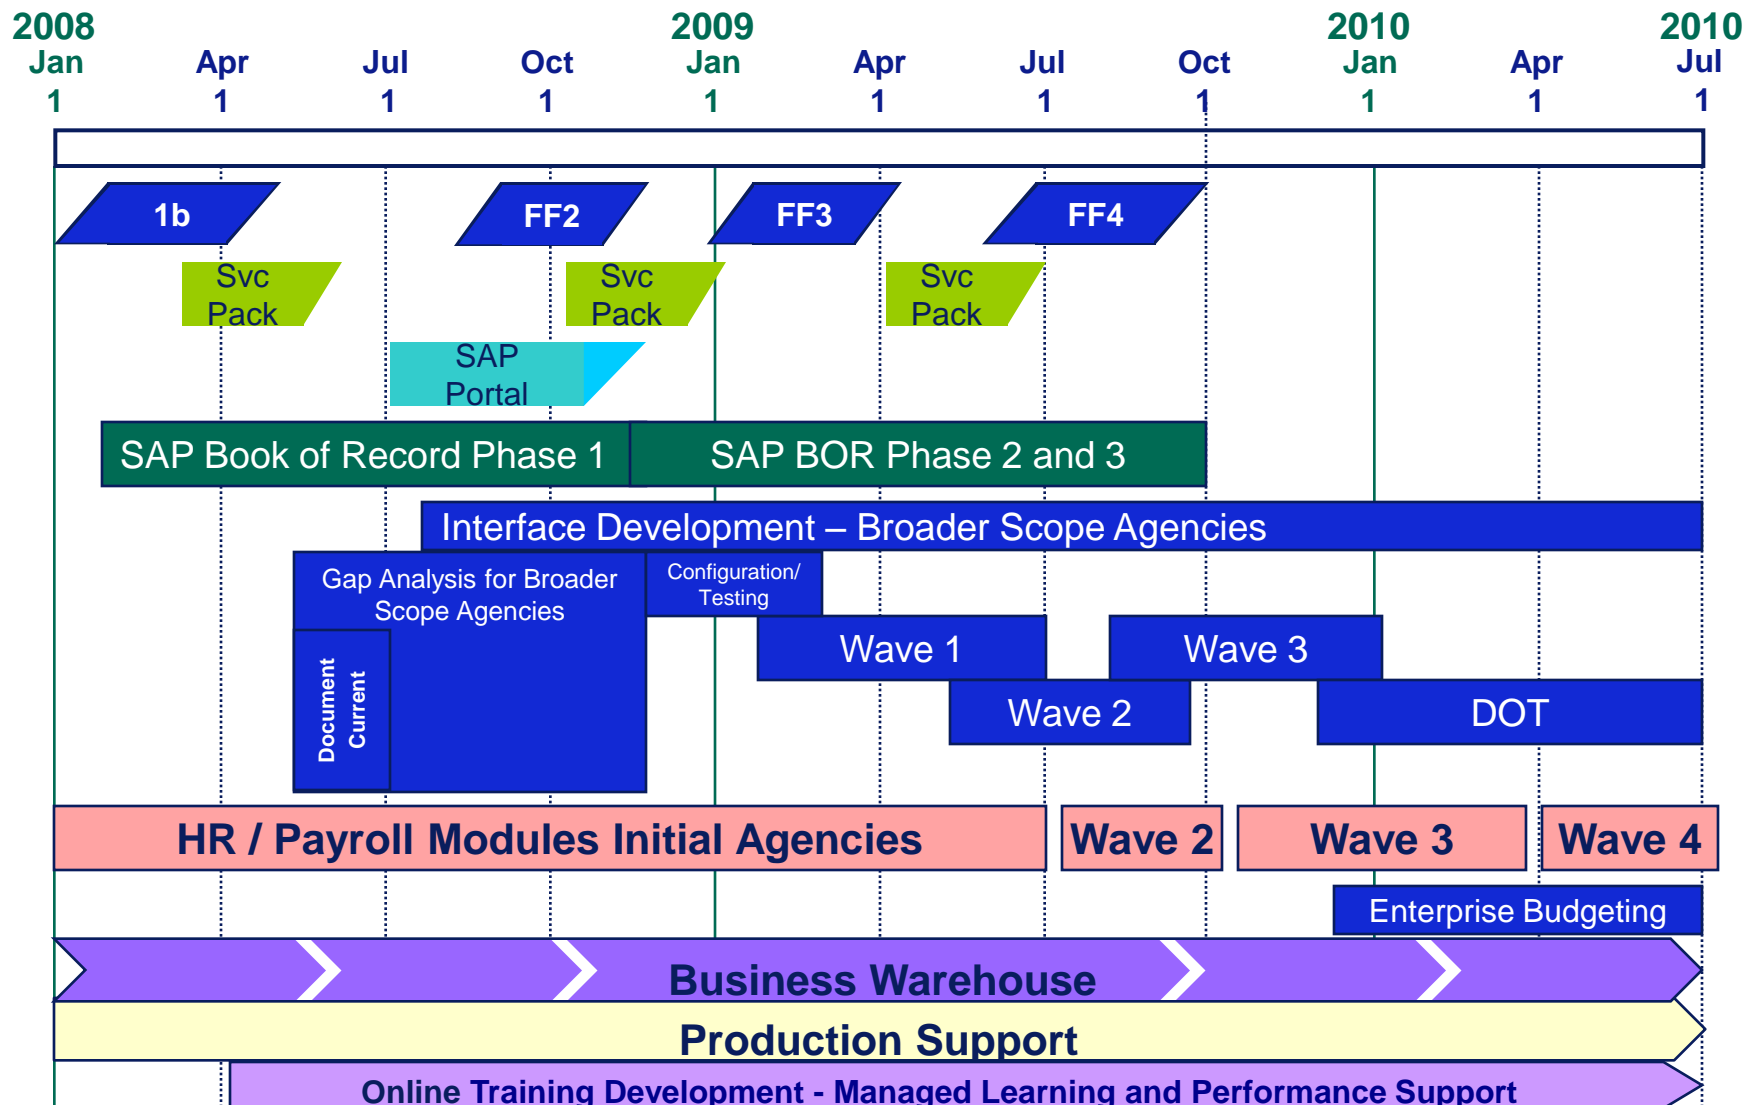 2008 2009 2010 2010
Jan Apr Jul Oct Jan Apr Jul Oct Jan Apr Jul
1 1 1 1 1 1 1 1 1 1 1
1b FF2 FF3 FF4
Svc
Pack
Svc
Pack
Svc
Pack
SAP
Portal
SAP Book of Record Phase 1
SAP BOR Phase 2 and 3
Interface Development – Broader Scope Agencies
Gap Analysis for Broader
Scope Agencies
Configuration/
Testing
Document
Current
Wave 1
Wave 3
Wave 2
DOT
HR / Payroll Modules Initial Agencies
Wave 2
Wave 3
Wave 4
Enterprise Budgeting
Business Warehouse
Production Support
Online Training Development - Managed Learning and Performance Support